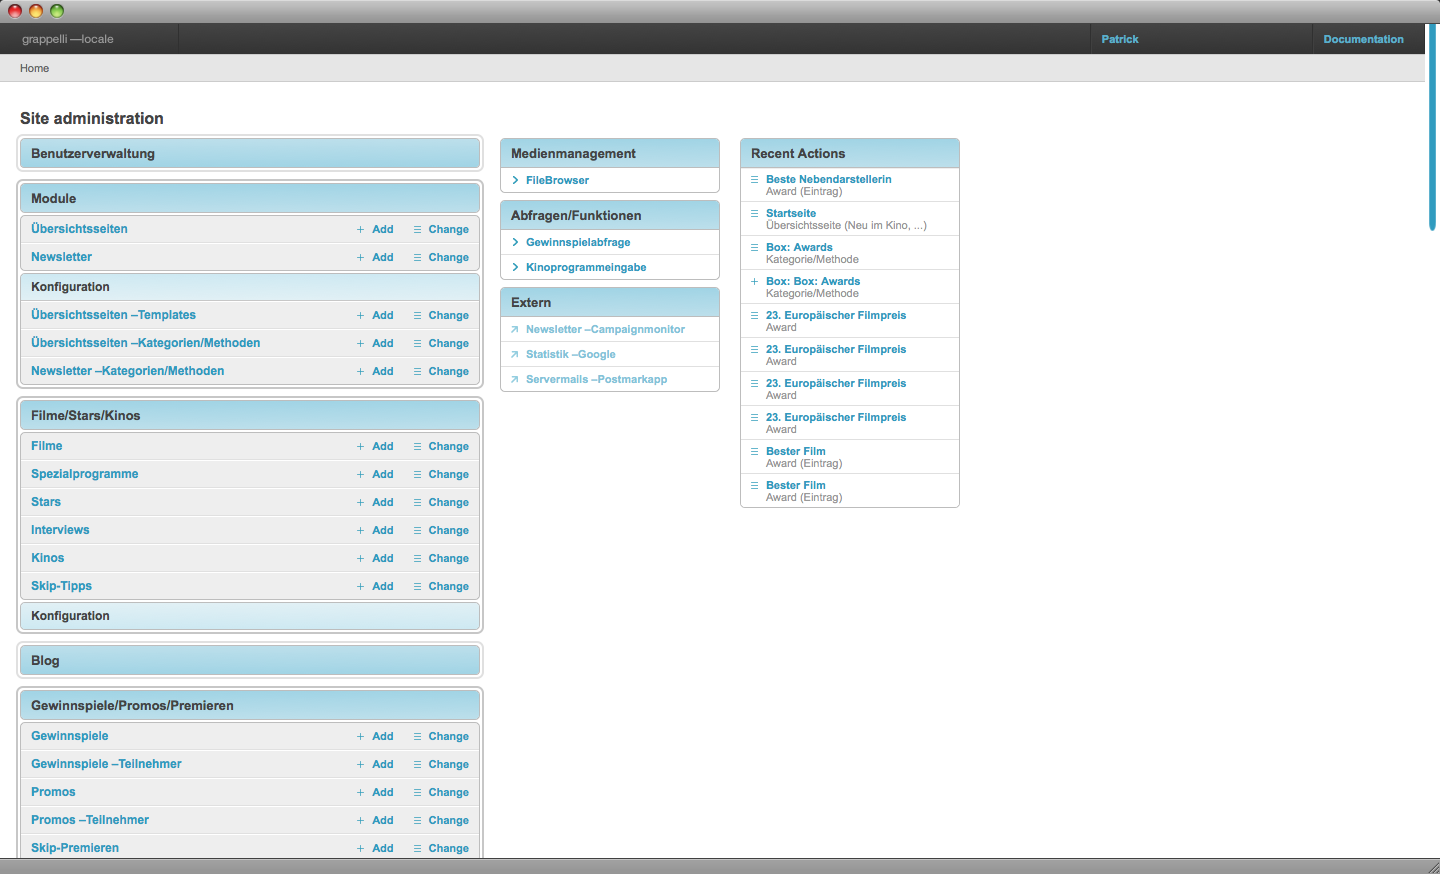 grappelli —locale
Patrick
Documentation
Home
Site administration
Benutzerverwaltung
Module
Übersichtsseiten Add Change
Newsletter Add Change
Konfiguration
Übersichtsseiten –Templates Add Change
Übersichtsseiten –Kategorien/Methoden Add Change
Newsletter –Kategorien/Methoden Add Change
Filme/Stars/Kinos
Filme Add Change
Spezialprogramme Add Change
Stars Add Change
Interviews Add Change
Kinos Add Change
Skip-Tipps Add Change
Konfiguration
Blog
Gewinnspiele/Promos/Premieren
Gewinnspiele Add Change
Gewinnspiele –Teilnehmer Add Change
Promos Add Change
Promos –Teilnehmer Add Change
Skip-Premieren Add Change
Medienmanagement
FileBrowser
Abfragen/Funktionen
Gewinnspielabfrage
Kinoprogrammeingabe
Extern
Newsletter –Campaignmonitor
Statistik –Google
Servermails –Postmarkapp
Recent Actions
Beste Nebendarstellerin
Award (Eintrag)
Startseite
Übersichtsseite (Neu im Kino, ...)
Box: Awards
Kategorie/Methode
Box: Box: Awards
Kategorie/Methode
23. Europäischer Filmpreis
Award
23. Europäischer Filmpreis
Award
23. Europäischer Filmpreis
Award
23. Europäischer Filmpreis
Award
Bester Film
Award (Eintrag)
Bester Film
Award (Eintrag)